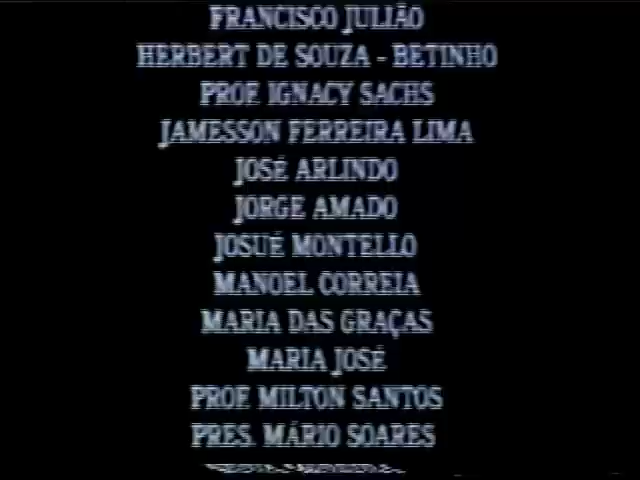 FRANCISCO JULIÃO
HERBERT DE SOUZA - BETINHO
PROF. IGNACY SACHS
JAMESSON FERREIRA LIMA
JOSÉ ARLINDO
JORGE AMADO
JOSUÉ MONTELLO
MANOEL CORREIA
MARIA DAS GRAÇAS
MARIA JOSÉ
PROF. MILTON SANTOS
PRES. MÁRIO SOARES